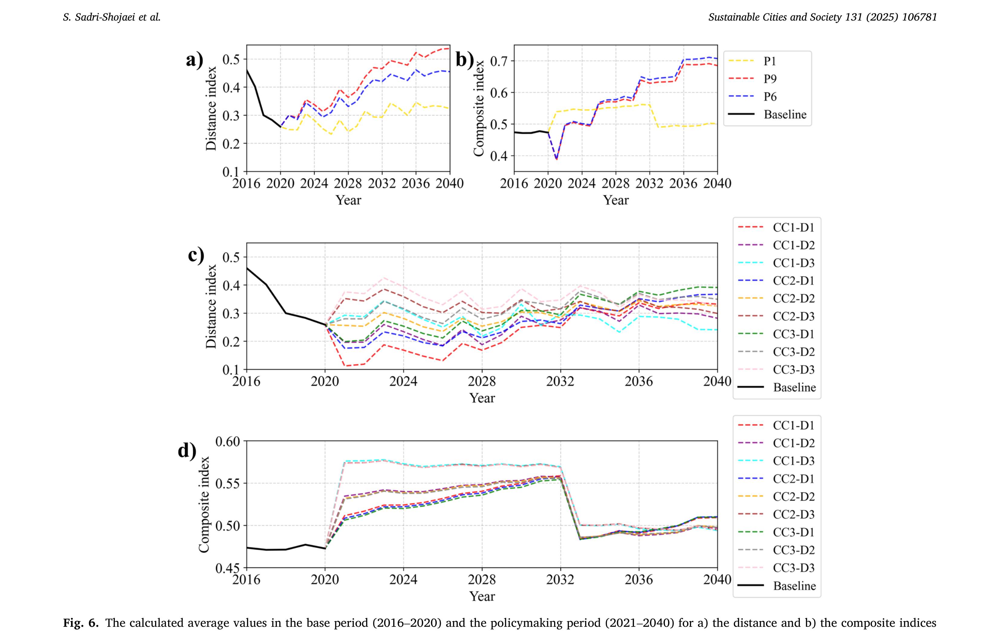 S. Sadri-Shojaei et al.
Sustainable Cities and Society 131 (2025) 106781
a)
Distance index
0.5
0.4
0.3
0.2
0.1
2016 2020 2024 2028 2032 2036 2040
Year
b)
Composite index
0.7
0.6
0.5
0.4
2016 2020 2024 2028 2032 2036 2040
Year
P1
P9
P6
Baseline
c)
Distance index
0.5
0.4
0.3
0.2
0.1
2016 2020 2024 2028 2032 2036 2040
Year
CC1-D1
CC1-D2
CC1-D3
CC2-D1
CC2-D2
CC2-D3
CC3-D1
CC3-D2
CC3-D3
Baseline
d)
Composite index
0.60
0.55
0.50
0.45
2016 2020 2024 2028 2032 2036 2040
Year
CC1-D1
CC1-D2
CC1-D3
CC2-D1
CC2-D2
CC2-D3
CC3-D1
CC3-D2
CC3-D3
Baseline
Fig. 6. The calculated average values in the base period (2016–2020) and the policymaking period (2021–2040) for a) the distance and b) the composite indices